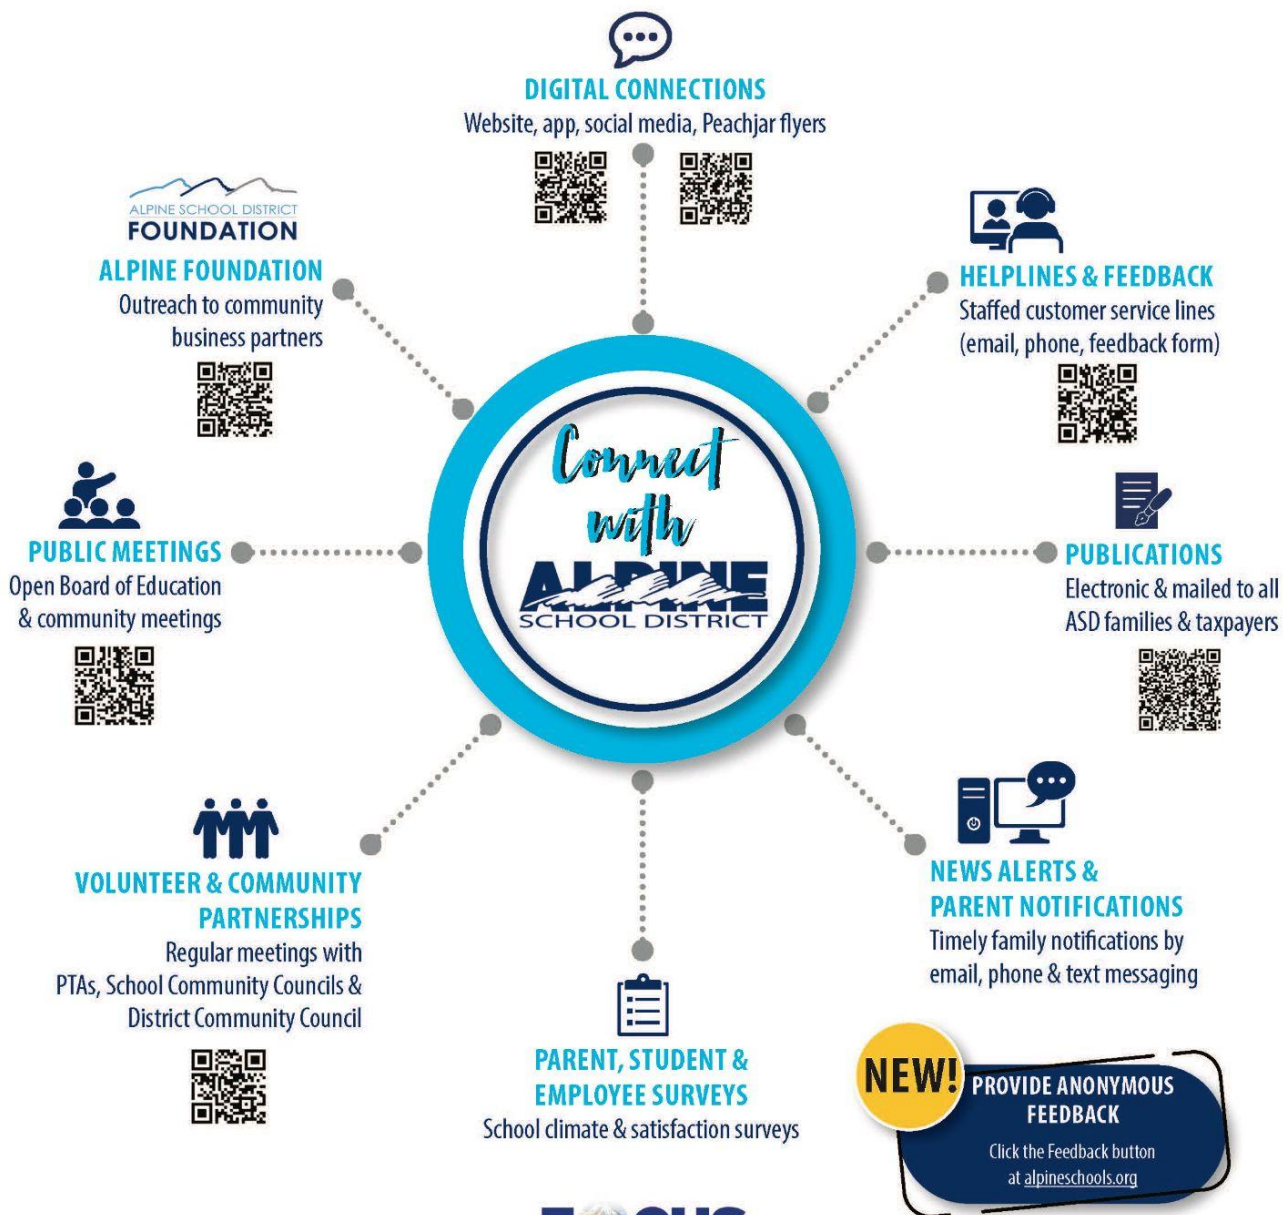 DIGITAL CONNECTIONS
Website, app, social media, Peachjar flyers
ALPINE SCHOOL DISTRICT
FOUNDATION
ALPINE FOUNDATION
Outreach to community
business partners
HELPLINES & FEEDBACK
Staffed customer service lines
(email, phone, feedback form)
Connect
with
ALPINE
SCHOOL DISTRICT
PUBLIC MEETINGS
Open Board of Education
& community meetings
PUBLICATIONS
Electronic & mailed to all
ASD families & taxpayers
VOLUNTEER & COMMUNITY
PARTNERSHIPS
Regular meetings with
PTAs, School Community Councils &
District Community Council
PARENT, STUDENT &
EMPLOYEE SURVEYS
School climate & satisfaction surveys
NEWS ALERTS &
PARENT NOTIFICATIONS
Timely family notifications by
email, phone & text messaging
NEW!
PROVIDE ANONYMOUS
FEEDBACK
Click the Feedback button
at alpineschools.org